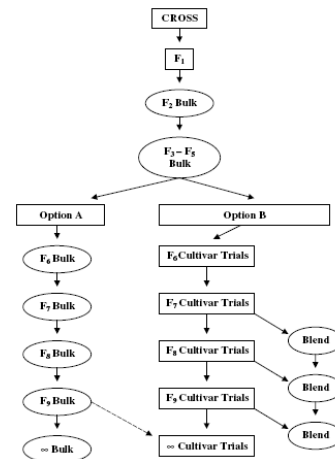 CROSS
F₁
F₂ Bulk
F₃ – F₅
Bulk
Option A
Option B
F₆ Bulk
F₆ Cultivar Trials
F₇ Bulk
F₇ Cultivar Trials
Blend
F₈ Bulk
F₈ Cultivar Trials
Blend
F₉ Bulk
F₉ Cultivar Trials
Blend
∞ Bulk
∞ Cultivar Trials